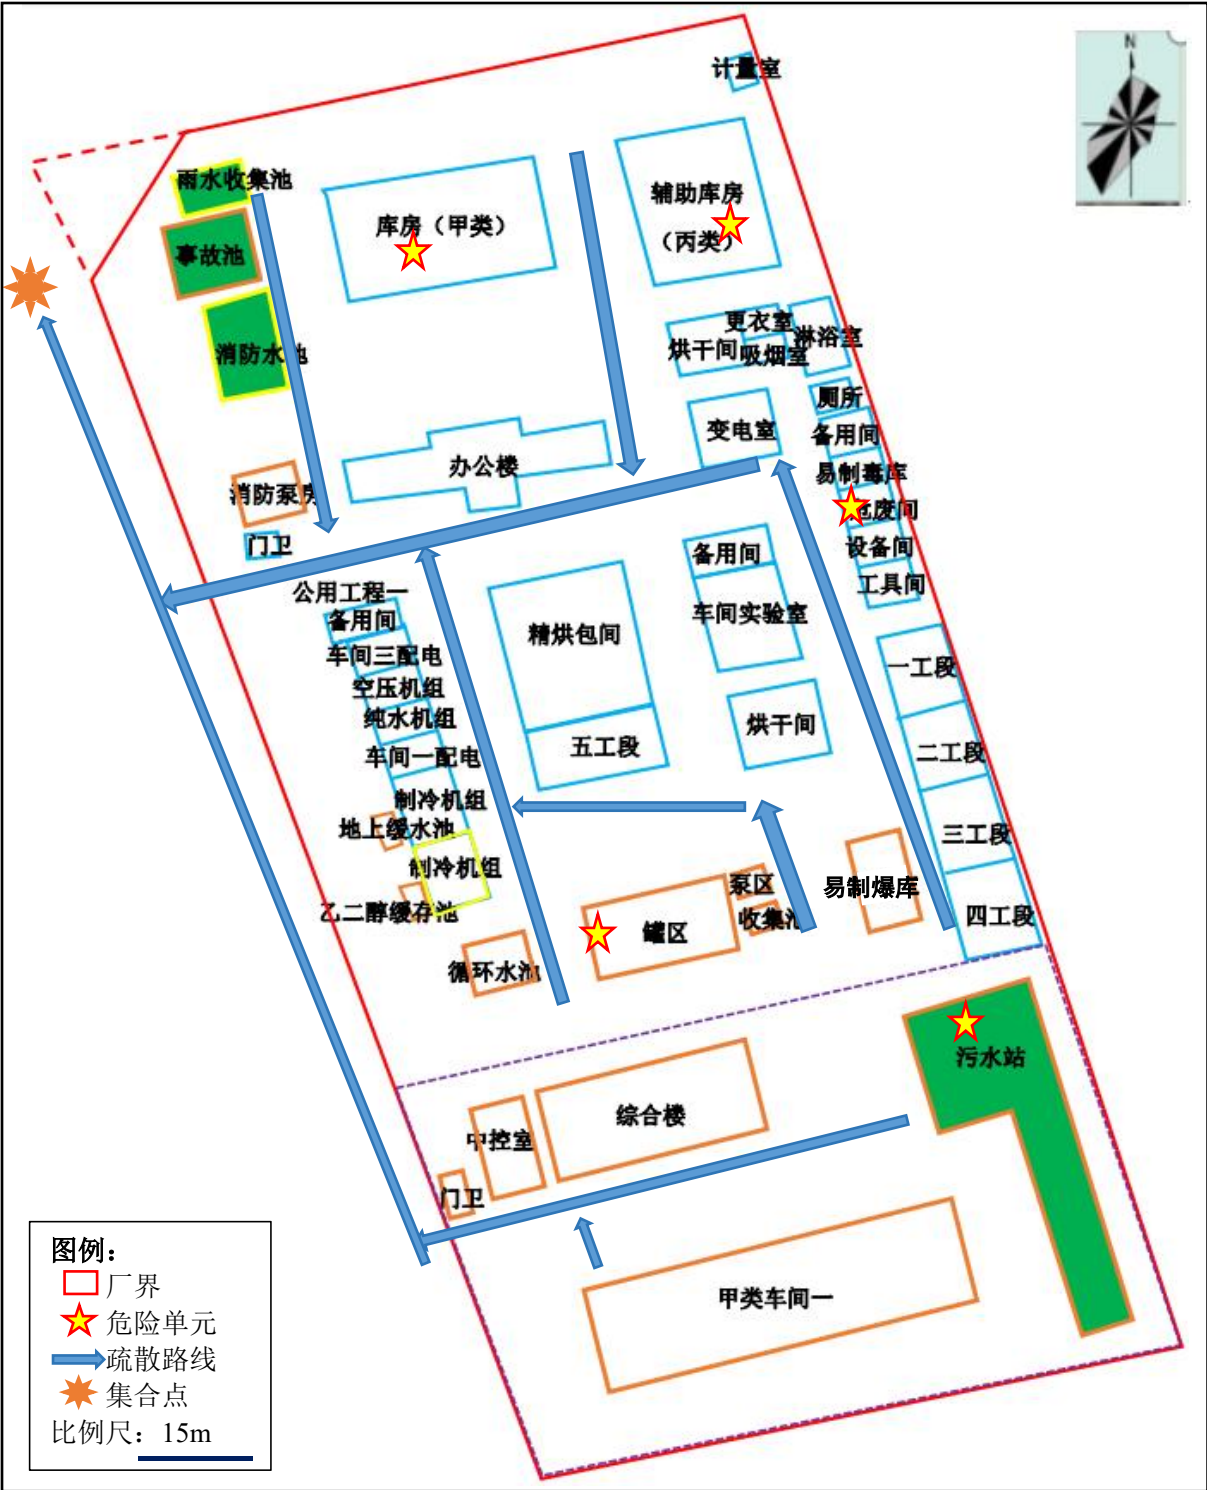 计量室
N
雨水收集池
事故池
消防水池
库房（甲类）
辅助库房
（丙类）
更衣室
淋浴室
烘干间
吸烟室
厕所
变电室
备用间
办公楼
易制毒库
消防泵房
危废间
门卫
设备间
备用间
工具间
公用工程一
备用间
车间实验室
精烘包间
车间三配电
一工段
空压机组
纯水机组
烘干间
五工段
车间一配电
二工段
制冷机组
地上缓水池
三工段
制冷机组
泵区
易制爆库
乙二醇缓存池
收集池
罐区
四工段
循环水池
污水站
综合楼
中控室
门卫
甲类车间一
图例：
厂界
危险单元
疏散路线
集合点
比例尺：15m